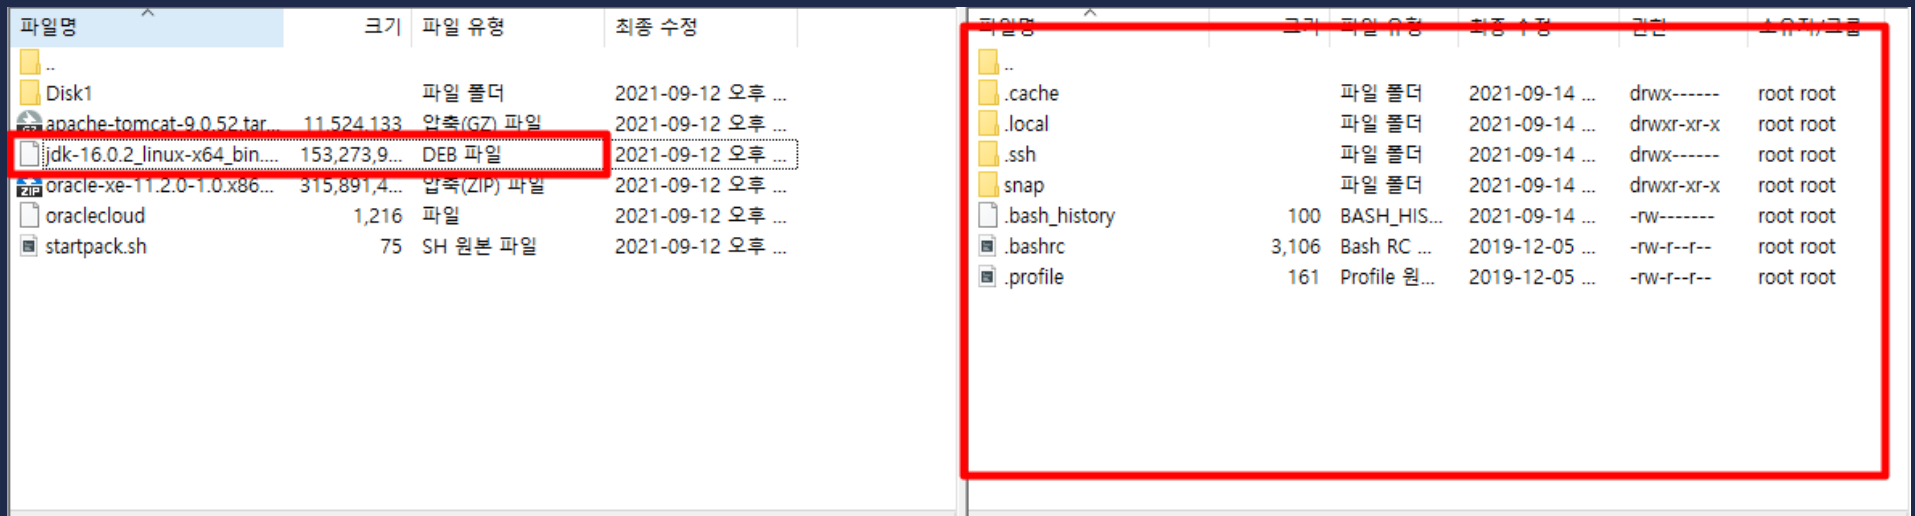 파일명 크기 파일 유형 최종 수정
..
Disk1 파일 폴더 2021-09-12 오후 ...
apache-tomcat-9.0.52.tar... 11,524,133 압축(GZ) 파일 2021-09-12 오후 ...
jdk-16.0.2_linux-x64_bin.... 153,273,9... DEB 파일 2021-09-12 오후 ...
oracle-xe-11.2.0-1.0.x86... 315,891,4... 압축(ZIP) 파일 2021-09-12 오후 ...
oraclecloud 1,216 파일 2021-09-12 오후 ...
startpack.sh 75 SH 원본 파일 2021-09-12 오후 ...
파일명 크기 파일 유형 최종 수정 권한 소유자/그룹
..
.cache 파일 폴더 2021-09-14 ... drwx------ root root
.local 파일 폴더 2021-09-14 ... drwxr-xr-x root root
.ssh 파일 폴더 2021-09-14 ... drwx------ root root
snap 파일 폴더 2021-09-14 ... drwxr-xr-x root root
.bash_history 100 BASH_HIS... 2021-09-14 ... -rw------- root root
.bashrc 3,106 Bash RC ... 2019-12-05 ... -rw-r--r-- root root
.profile 161 Profile 원... 2019-12-05 ... -rw-r--r-- root root